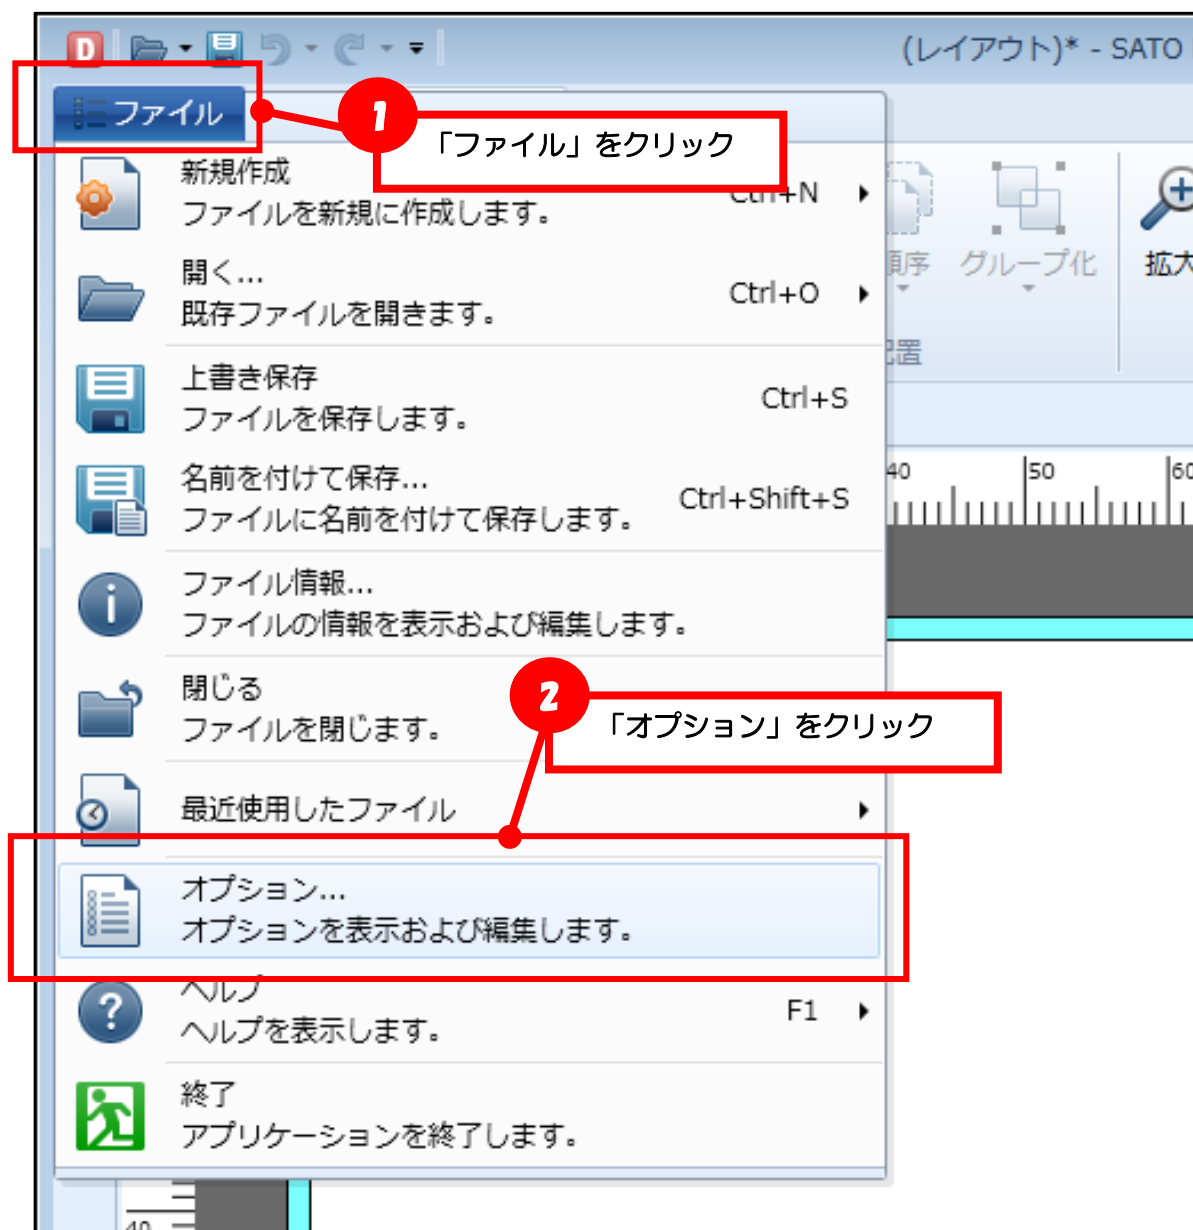 D
(レイアウト)* - SATO
ファイル
1
「ファイル」をクリック
新規作成
ファイルを新規に作成します。
Ctrl+N
順序
グループ化
拡大
開く...
既存ファイルを開きます。
Ctrl+O
配置
上書き保存
ファイルを保存します。
Ctrl+S
名前を付けて保存...
ファイルに名前を付けて保存します。
Ctrl+Shift+S
40
50
60
ファイル情報...
ファイルの情報を表示および編集します。
閉じる
ファイルを閉じます。
2
「オプション」をクリック
最近使用したファイル
オプション...
オプションを表示および編集します。
ヘルプ
ヘルプを表示します。
F1
終了
アプリケーションを終了します。
40